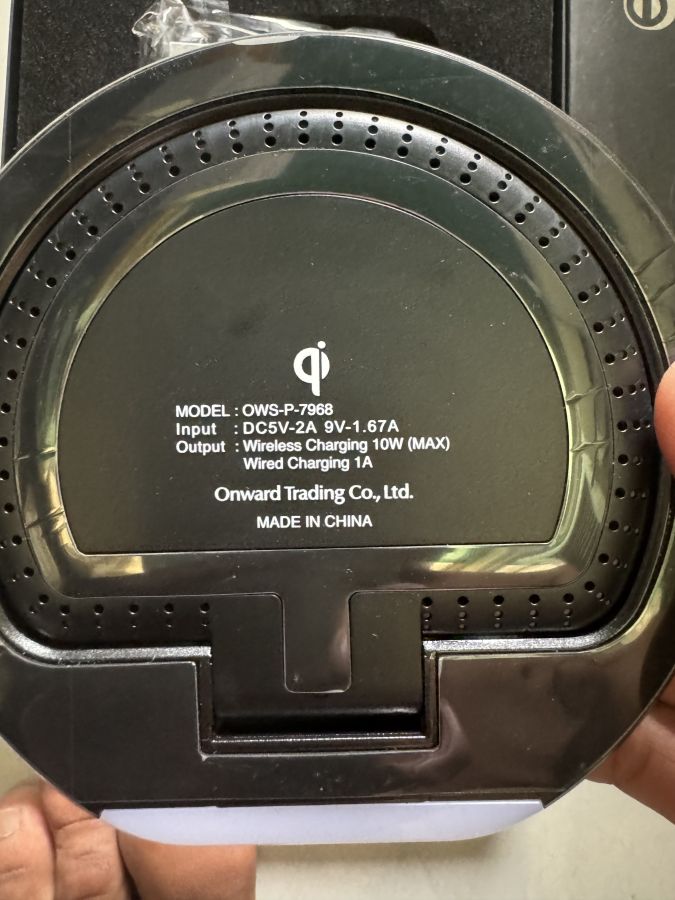 qi
MODEL : OWS-P-7968
Input : DC5V-2A 9V-1.67A
Output : Wireless Charging 10W (MAX)
Wired Charging 1A
Onward Trading Co., Ltd.
MADE IN CHINA